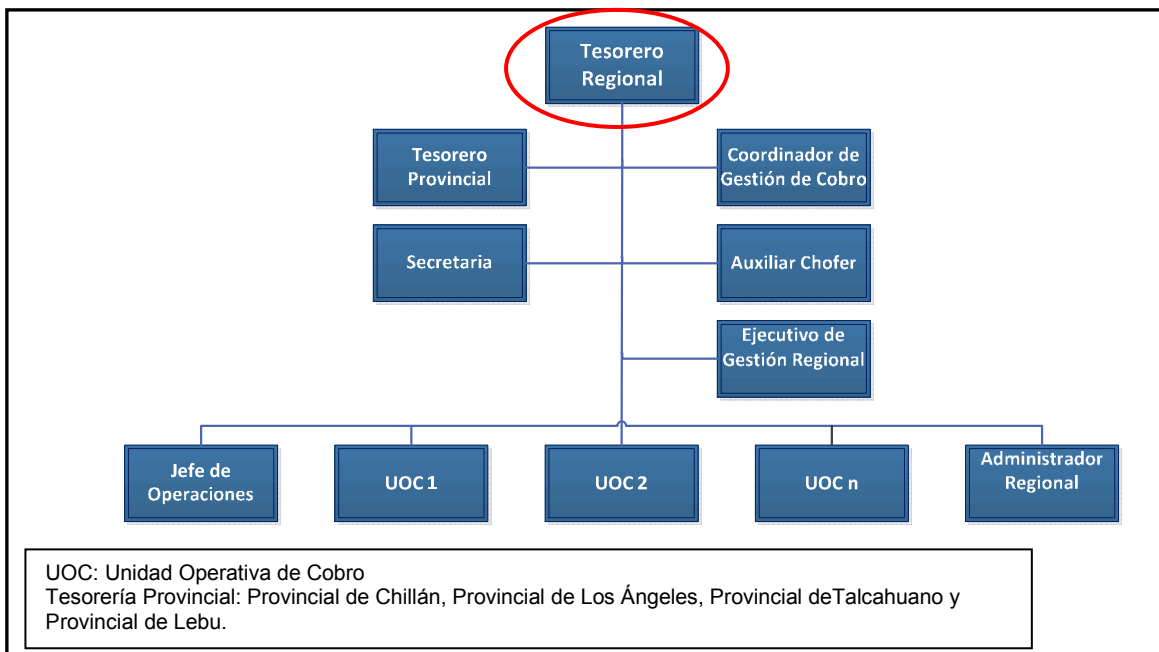 Tesorero
Regional
Tesorero
Provincial
Coordinador de
Gestión de Cobro
Secretaria
Auxiliar Chofer
Ejecutivo de
Gestión Regional
Jefe de
Operaciones
UOC 1
UOC 2
UOC n
Administrador
Regional
UOC: Unidad Operativa de Cobro
Tesorería Provincial: Provincial de Chillán, Provincial de Los Ángeles, Provincial deTalcahuano y
Provincial de Lebu.